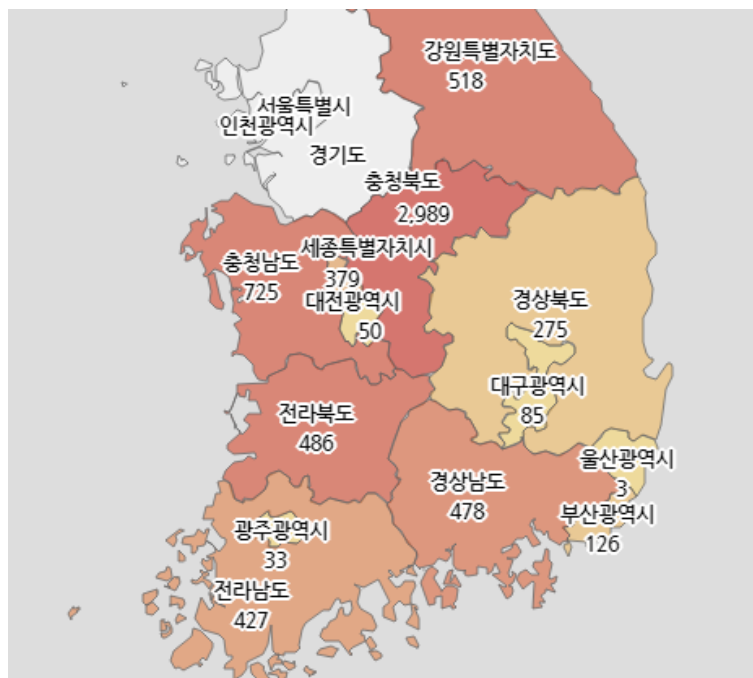 강원특별자치도
518
서울특별시
인천광역시
경기도
충청북도
2,989
세종특별자치시
379
충청남도
725
대전광역시
50
경상북도
275
대구광역시
85
전라북도
486
경상남도
478
울산광역시
3
부산광역시
126
광주광역시
33
전라남도
427